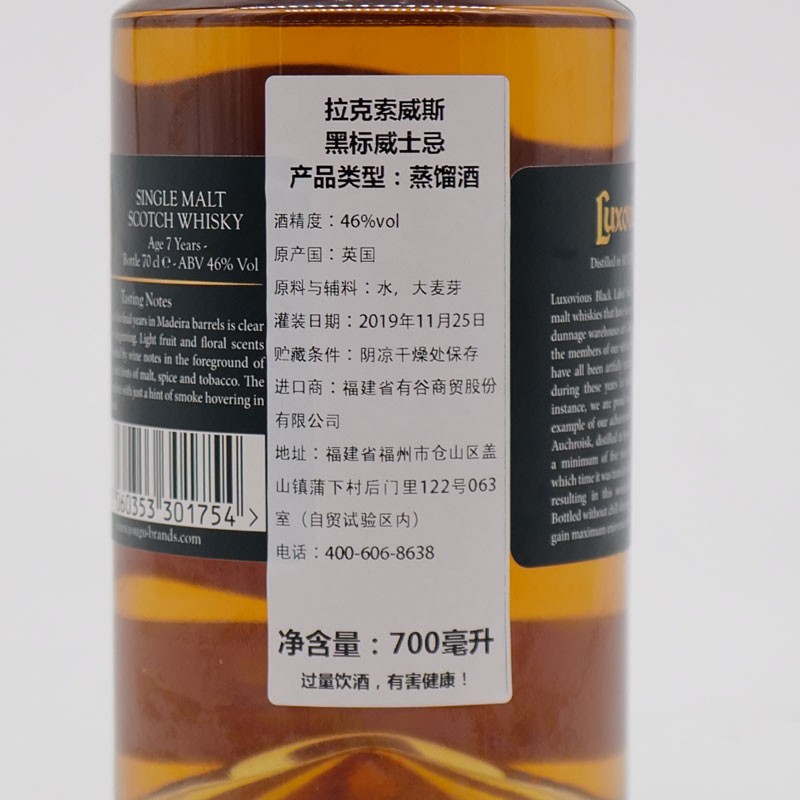 拉克索威斯
黑标威士忌
产品类型：蒸馏酒
酒精度：46%vol
原产国：英国
原料与辅料：水，大麦芽
灌装日期：2019年11月25日
贮藏条件：阴凉干燥处保存
进口商：福建省有谷商贸股份
有限公司
地址：福建省福州市仓山区盖
山镇蒲下村后门里122号063
室（自贸试验区内）
电话：400-606-8638
净含量：700毫升
过量饮酒，有害健康！
SINGLE MALT
SCOTCH WHISKY
Age 7 Years -
Bottle 70 cl ℮ - ABV 46% Vol
Tasting Notes
final years in Madeira barrels is clear
Light fruit and floral scents
by wine notes in the foreground of
hints of malt, spice and tobacco. The
with just a hint of smoke hovering in
060353 301754 >
-brands.com
Distilled in
Luxovious Black Label
malt whiskies that have
dunnage warehouses
the members of our
have all been artfully
during these years
instance, we are
example of our
Auchroisk, distilled
a minimum of
which time it was
resulting in this
Bottled without
gain maximum